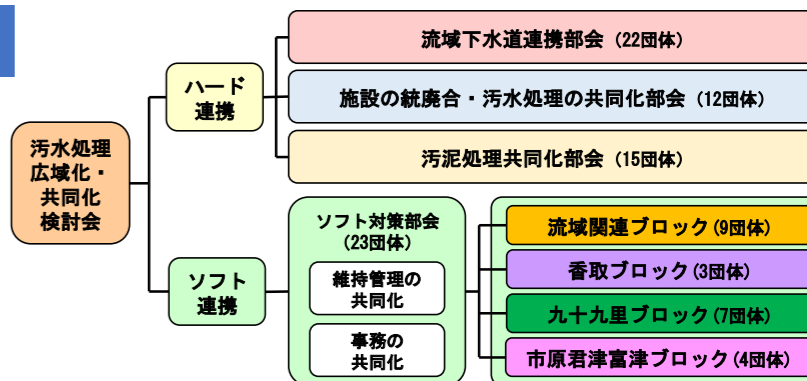 汚水処理
広域化・
共同化
検討会
ハード
連携
流域下水道連携部会（22団体）
施設の統廃合・汚水処理の共同化部会（12団体）
汚泥処理共同化部会（15団体）
ソフト
連携
ソフト対策部会
（23団体）
維持管理の
共同化
事務の
共同化
流域関連ブロック（9団体）
香取ブロック（3団体）
九十九里ブロック（7団体）
市原君津富津ブロック（4団体）